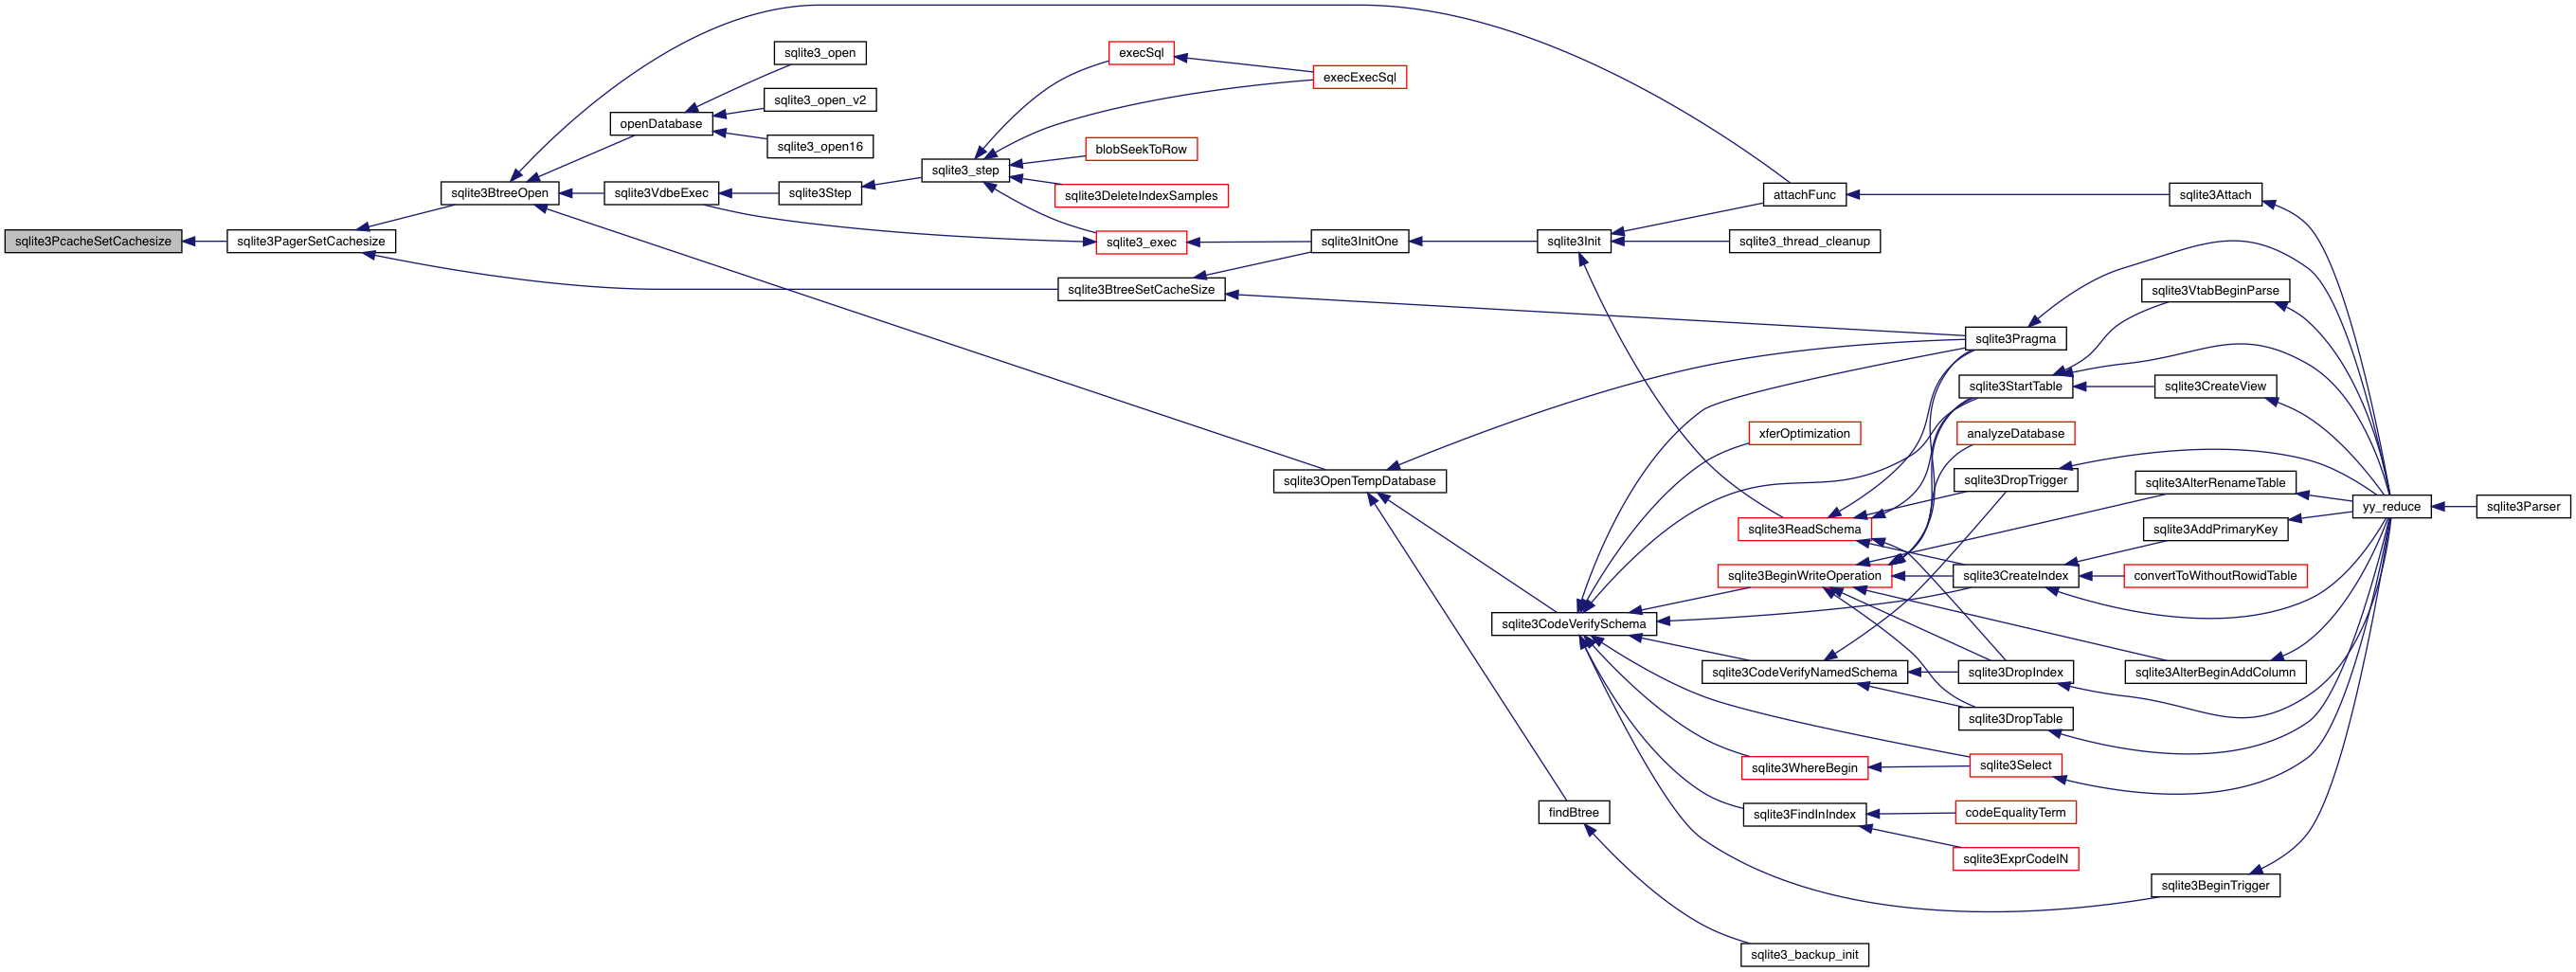 sqlite3PcacheSetCachesize
sqlite3PagerSetCachesize
sqlite3BtreeOpen
openDatabase
sqlite3_open
sqlite3_open_v2
sqlite3_open16
sqlite3VdbeExec
sqlite3Step
sqlite3_step
execSql
execExecSql
blobSeekToRow
sqlite3DeleteIndexSamples
sqlite3_exec
sqlite3BtreeSetCacheSize
sqlite3InitOne
sqlite3Init
attachFunc
sqlite3_thread_cleanup
sqlite3Attach
sqlite3OpenTempDatabase
sqlite3CodeVerifySchema
findBtree
sqlite3_backup_init
xferOptimization
sqlite3ReadSchema
sqlite3BeginWriteOperation
sqlite3CodeVerifyNamedSchema
sqlite3WhereBegin
sqlite3FindInIndex
sqlite3Pragma
sqlite3StartTable
analyzeDatabase
sqlite3DropTrigger
sqlite3CreateIndex
sqlite3DropIndex
sqlite3DropTable
sqlite3Select
codeEqualityTerm
sqlite3ExprCodeIN
sqlite3VtabBeginParse
sqlite3CreateView
sqlite3AlterRenameTable
sqlite3AddPrimaryKey
convertToWithoutRowidTable
sqlite3AlterBeginAddColumn
sqlite3BeginTrigger
yy_reduce
sqlite3Parser